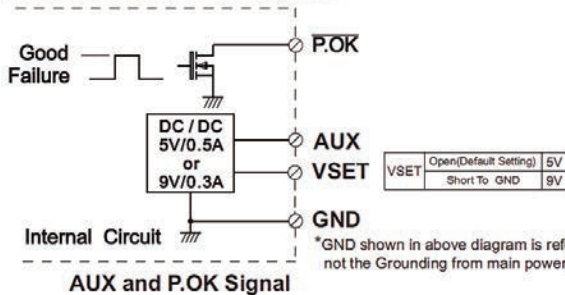 P.OK
Good
Failure
DC / DC
5V/0.5A
or
9V/0.3A
AUX
VSET
VSET Open(Default Setting) 5V
Short To GND 9V
GND
Internal Circuit
*GND shown in above diagram is
not the Grounding from main power
AUX and P.OK Signal